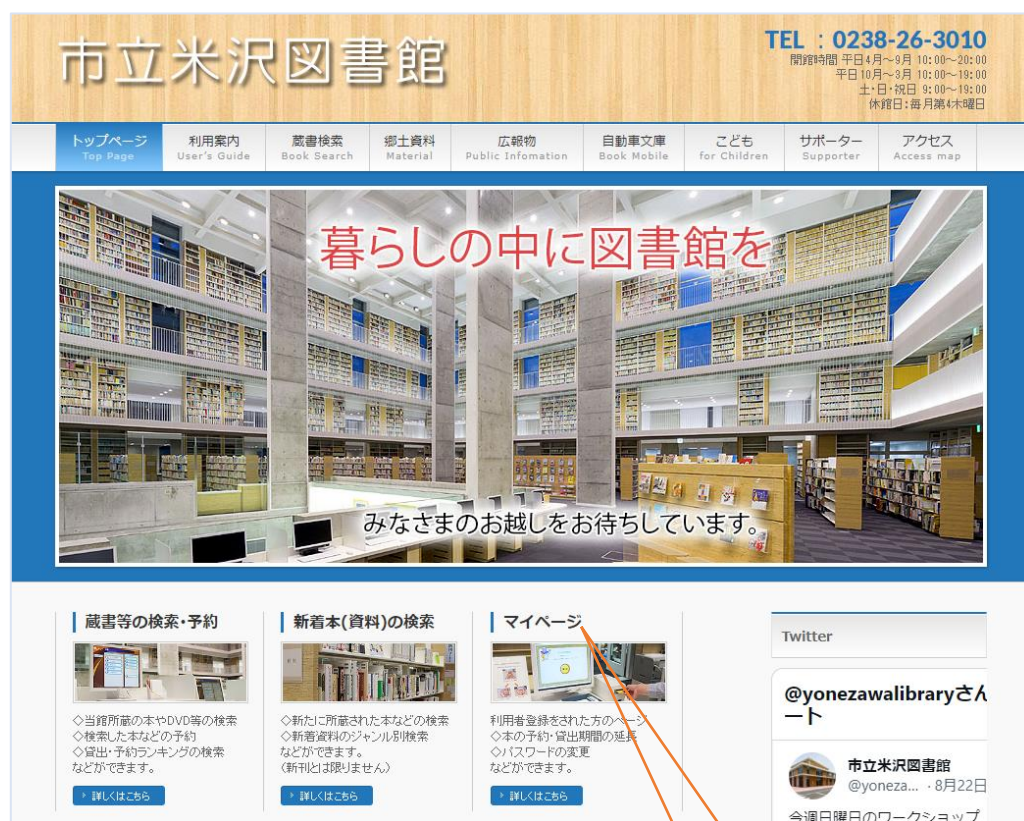 市立米沢図書館
TEL : 0238-26-3010
開館時間 平日4月～9月 10:00～20:00
平日10月～3月 10:00～19:00
土・日・祝日 9:00～19:00
休館日:毎月第4木曜日
トップページ 利用案内 蔵書検索 郷土資料 広報物 自動車文庫 こども サポーター アクセス
Top Page User's Guide Book Search Material Public Infomation Book Mobile for Children Supporter Access map
暮らしの中に図書館を
みなさまのお越しをお待ちしています。
蔵書等の検索・予約
◇当館所蔵の本やDVD等の検索
◇検索した本などの予約
◇貸出・予約ランキングの検索
などができます。
詳しくはこちら
新着本(資料)の検索
◇新たに所蔵された本などの検索
◇新着資料のジャンル別検索
などができます。
(新刊とは限りません)
詳しくはこちら
マイページ
利用者登録をされた方のページ
◇本の予約・貸出期間の延長
◇パスワードの変更
などができます。
詳しくはこちら
Twitter
@yonezawalibraryさん
ート
市立米沢図書館
@yoneza... · 8月22日
今週日曜日のワークショップ